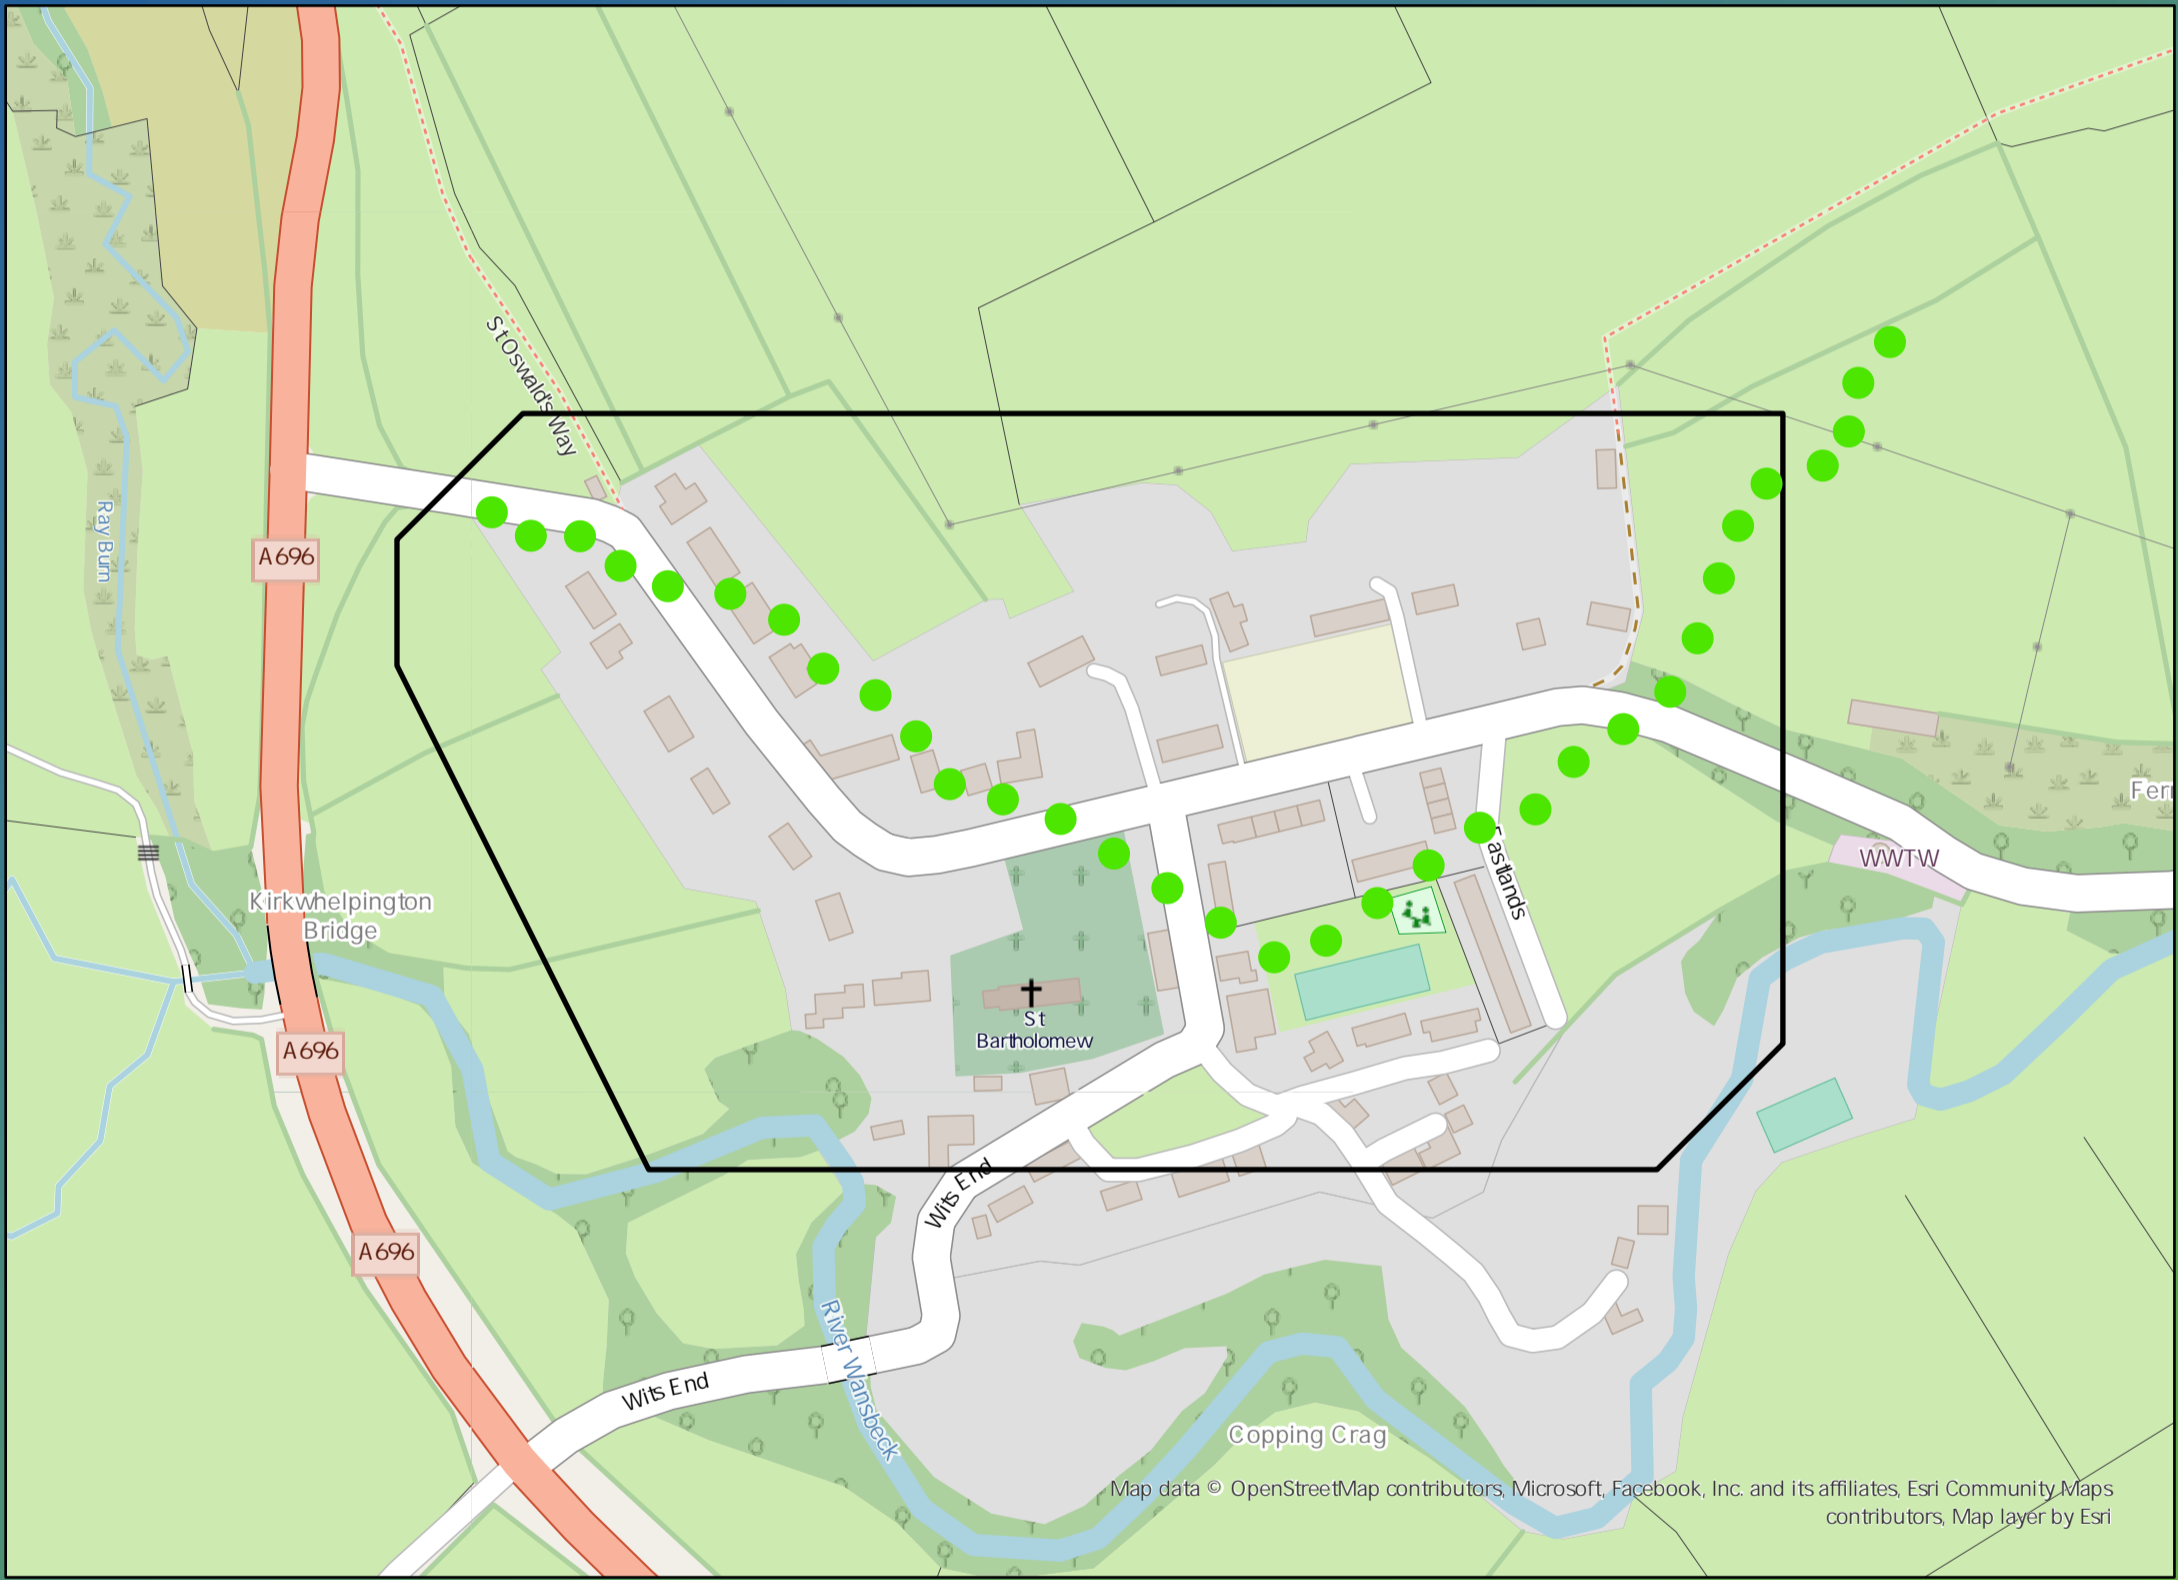 St Oswald's Way
Ray Burn
A696
Kirkwhelpington
Bridge
A696
A696
St
Bartholomew
Eastlands
WWTW
Fern
Wits End
Wits End
River Wansbeck
Copping Crag
Map data © OpenStreetMap contributors, Microsoft, Facebook, Inc. and its affiliates, Esri Community Maps
contributors, Map layer by Esri